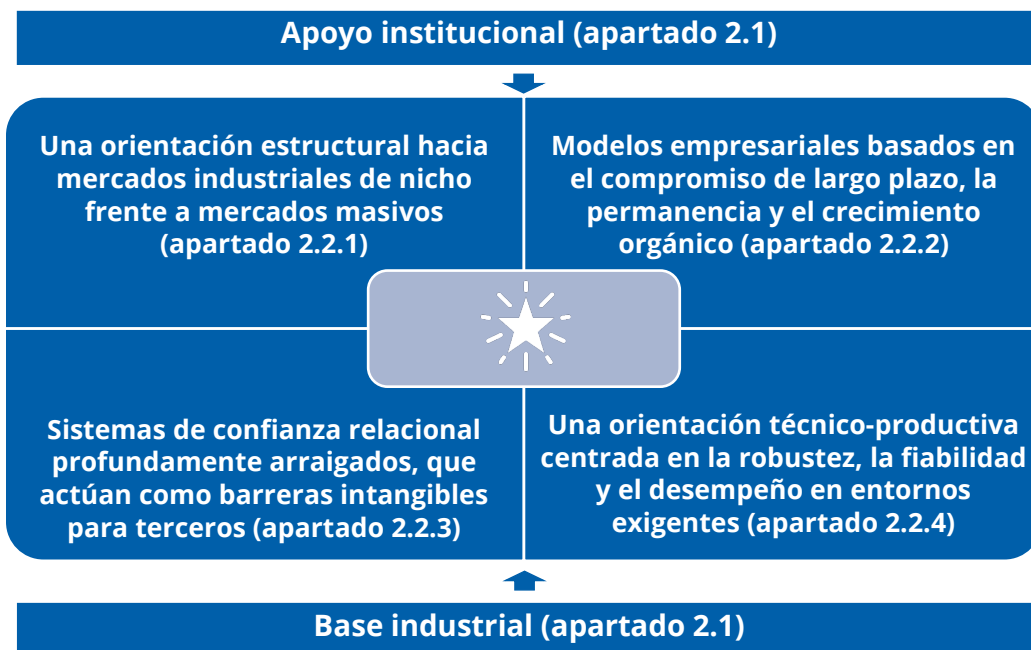 Apoyo institucional (apartado 2.1)
Una orientación estructural hacia
mercados industriales de nicho
frente a mercados masivos
(apartado 2.2.1)
Modelos empresariales basados en
el compromiso de largo plazo, la
permanencia y el crecimiento
orgánico (apartado 2.2.2)
Sistemas de confianza relacional
profundamente arraigados, que
actúan como barreras intangibles
para terceros (apartado 2.2.3)
Una orientación técnico-productiva
centrada en la robustez, la fiabilidad
y el desempeño en entornos
exigentes (apartado 2.2.4)
Base industrial (apartado 2.1)